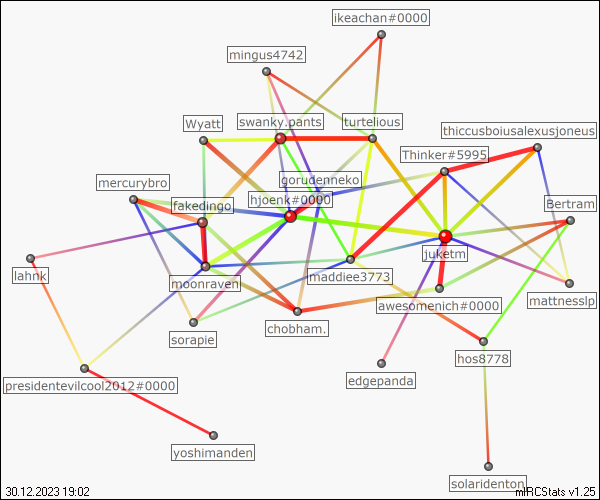 ikeachan#0000
mingus4742
Wyatt
swanky.pants
turtelious
thiccusboiusalexusjoneus
Thinker#5995
mercurybro
gorudenneko
hjoenk#0000
fakedingo
Bertram
juketm
lahnk
moonraven
maddiee3773
mattnesslp
awesomenich#0000
sorapie
chobham.
hos8778
edgepanda
presidentevilcool2012#0000
yoshimanden
solaridenton
30.12.2023 19:02
mIRCStats v1.25